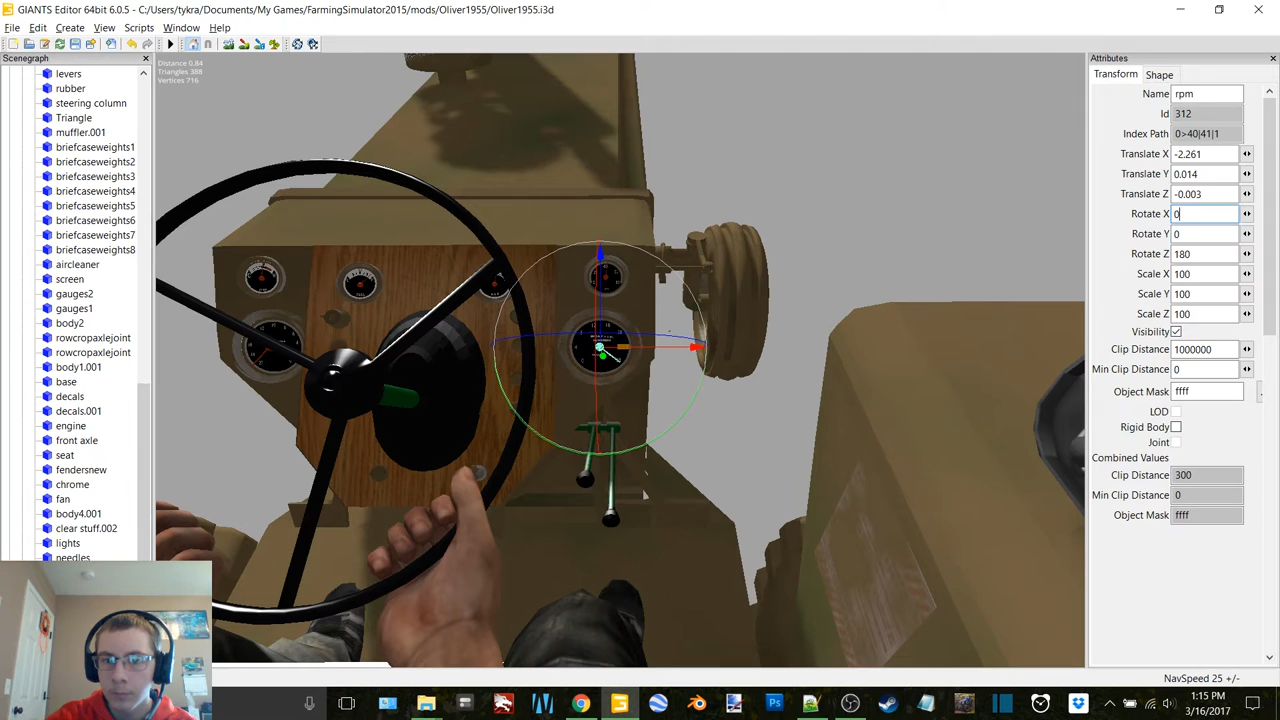 GIANTS Editor 64bit 6.0.5 - C:/Users/tykra/Documents/My Games/FarmingSimulator2015/mods/Oliver1955/Oliver1955.i3d
File Edit Create View Scripts Window Help
Scenegraph
levers
rubber
steering column
Triangle
muffler.001
briefcaseweights1
briefcaseweights2
briefcaseweights3
briefcaseweights4
briefcaseweights5
briefcaseweights6
briefcaseweights7
briefcaseweights8
aircleaner
screen
gauges2
gauges1
body2
rowcropaxlejoint
rowcropaxlejoint
body1.001
base
decals
decals.001
engine
front axle
seat
fendersnew
chrome
fan
body4.001
clear stuff.002
lights
needles
Distance 0.84
Triangles 388
Vertices 716
Attributes
Transform Shape
Name rpm
Id 312
Index Path 0>40|41|1
Translate X -2.261
Translate Y 0.014
Translate Z -0.003
Rotate X 0
Rotate Y 0
Rotate Z 180
Scale X 100
Scale Y 100
Scale Z 100
Visibility
Clip Distance 1000000
Min Clip Distance 0
Object Mask ffff
LOD
Rigid Body
Joint
Combined Values
Clip Distance 300
Min Clip Distance 0
Object Mask ffff
NavSpeed 25 +/-
1:15 PM
3/16/2017